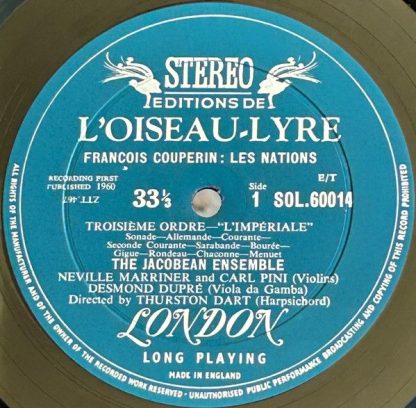 STEREO
EDITIONS DE
L'OISEAU-LYRE
FRANCOIS COUPERIN: LES NATIONS
RECORDING FIRST
PUBLISHED 1960
E/T
ZTT.467
33⅓
Side
1 SOL.60014
TROISIÈME ORDRE—"L'IMPÉRIALE"
Sonade—Allemande—Courante—
Seconde Courante—Sarabande—Bourée—
Gigue—Rondeau—Chaconne—Menuet
THE JACOBEAN ENSEMBLE
NEVILLE MARRINER and CARL PINI (Violins)
DESMOND DUPRÉ (Viola da Gamba)
Directed by THURSTON DART (Harpsichord)
LONDON
LONG PLAYING
MADE IN ENGLAND
ALL RIGHTS OF THE MANUFACTURER AND OF THE OWNER OF THE RECORDED WORK RESERVED · UNAUTHORISED PUBLIC PERFORMANCE BROADCASTING AND COPYING OF THIS RECORD PROHIBITED